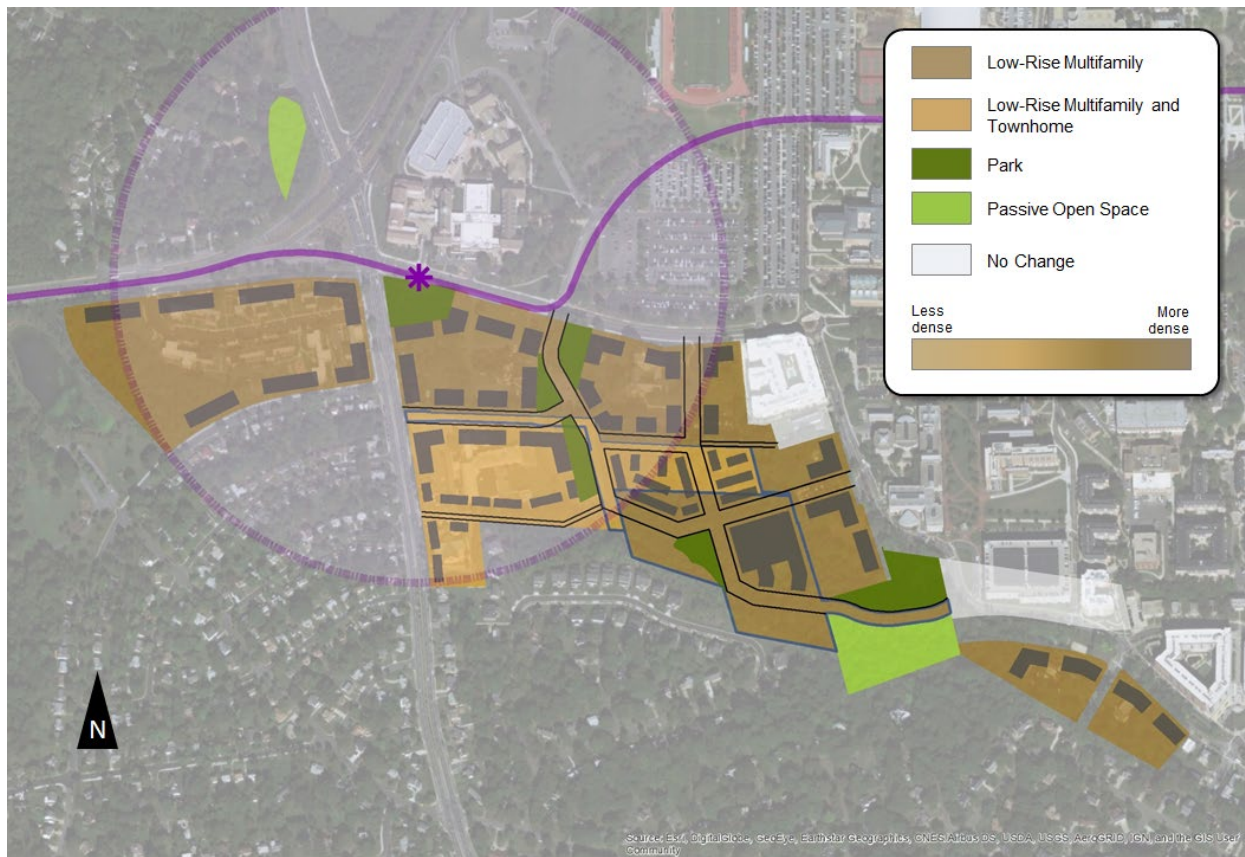 Low-Rise Multifamily
Low-Rise Multifamily and
Townhome
Park
Passive Open Space
No Change
Less
dense
More
dense
N
Source: Esri, DigitalGlobe, GeoEye, Earthstar Geographics, CNES/Airbus DS, USDA, USGS, AeroGRID, IGN, and the GIS User
Community